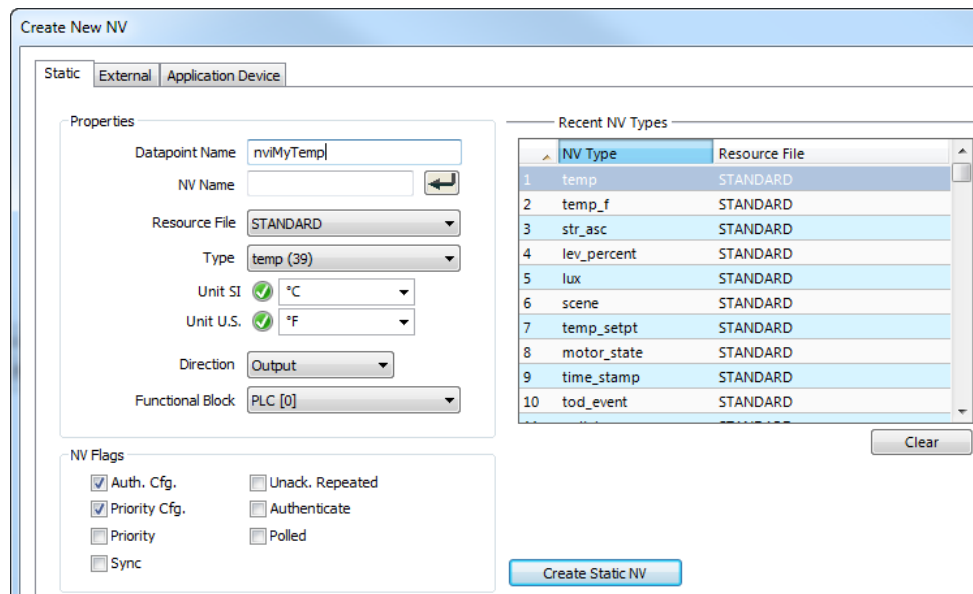 Create New NV
Static External Application Device
Properties
Datapoint Name nviMyTemp
NV Name
Resource File STANDARD
Type temp (39)
Unit SI °C
Unit U.S. °F
Direction Output
Functional Block PLC [0]
NV Flags
Auth. Cfg. Unack. Repeated
Priority Cfg. Authenticate
Priority Polled
Sync
Recent NV Types
NV Type Resource File
1 temp STANDARD
2 temp_f STANDARD
3 str_asc STANDARD
4 lev_percent STANDARD
5 lux STANDARD
6 scene STANDARD
7 temp_setpt STANDARD
8 motor_state STANDARD
9 time_stamp STANDARD
10 tod_event STANDARD
Clear
Create Static NV